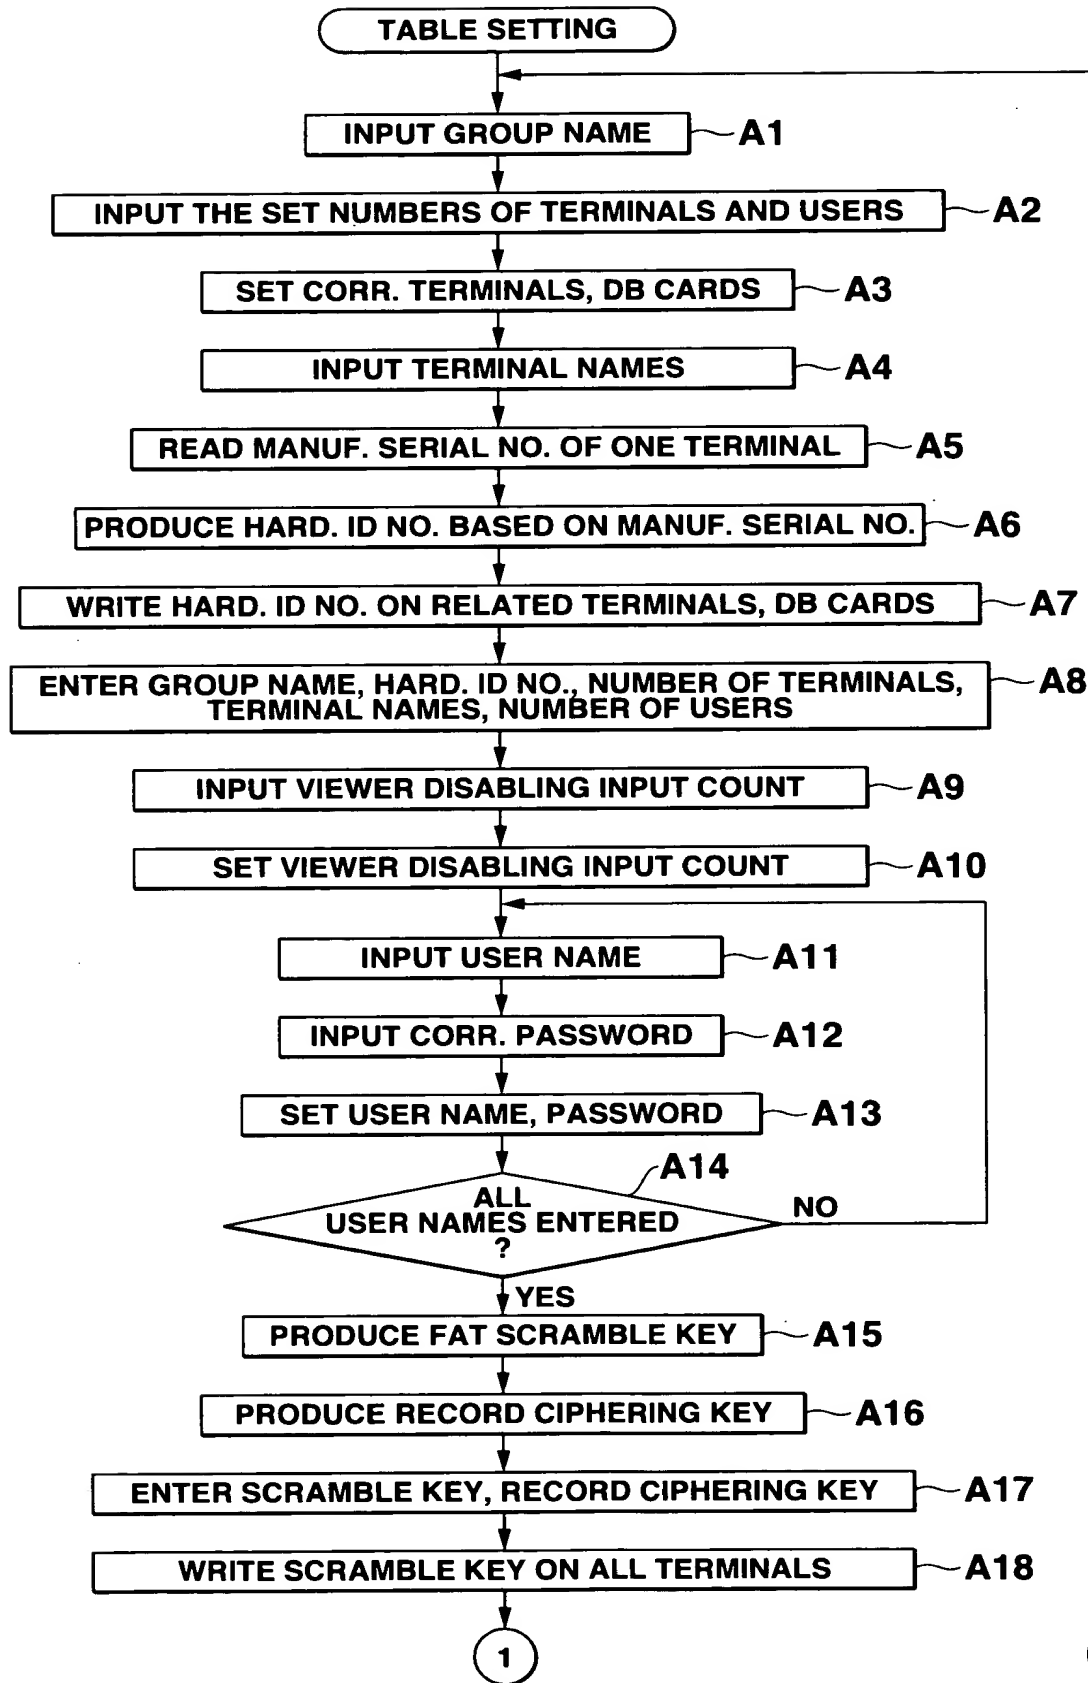 TABLE SETTING
INPUT GROUP NAME A1
INPUT THE SET NUMBERS OF TERMINALS AND USERS A2
SET CORR. TERMINALS, DB CARDS A3
INPUT TERMINAL NAMES A4
READ MANUF. SERIAL NO. OF ONE TERMINAL A5
PRODUCE HARD. ID NO. BASED ON MANUF. SERIAL NO. A6
WRITE HARD. ID NO. ON RELATED TERMINALS, DB CARDS A7
ENTER GROUP NAME, HARD. ID NO., NUMBER OF TERMINALS, A8
TERMINAL NAMES, NUMBER OF USERS
INPUT VIEWER DISABLING INPUT COUNT A9
SET VIEWER DISABLING INPUT COUNT A10
INPUT USER NAME A11
INPUT CORR. PASSWORD A12
SET USER NAME, PASSWORD A13
A14
ALL
USER NAMES ENTERED NO
?
YES
PRODUCE FAT SCRAMBLE KEY A15
PRODUCE RECORD CIPHERING KEY A16
ENTER SCRAMBLE KEY, RECORD CIPHERING KEY A17
WRITE SCRAMBLE KEY ON ALL TERMINALS A18
1